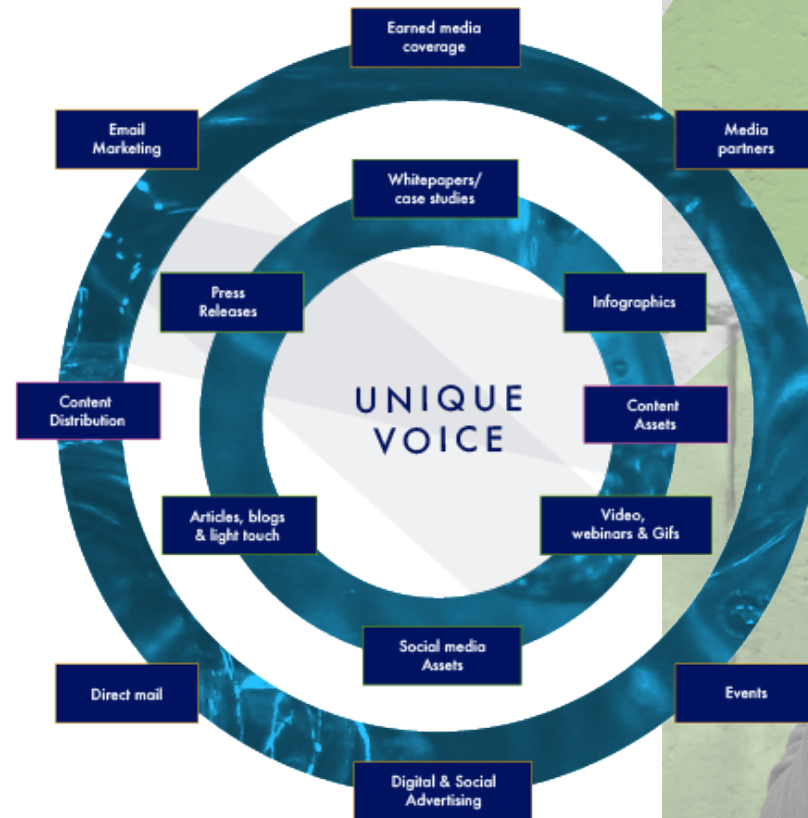 Earned media
coverage
Email
Marketing
Media
partners
Whitepapers/
case studies
Press
Releases
Infographics
UNIQUE
VOICE
Content
Distribution
Content
Assets
Articles, blogs
& light touch
Video,
webinars & Gifs
Social media
Assets
Direct mail
Events
Digital & Social
Advertising